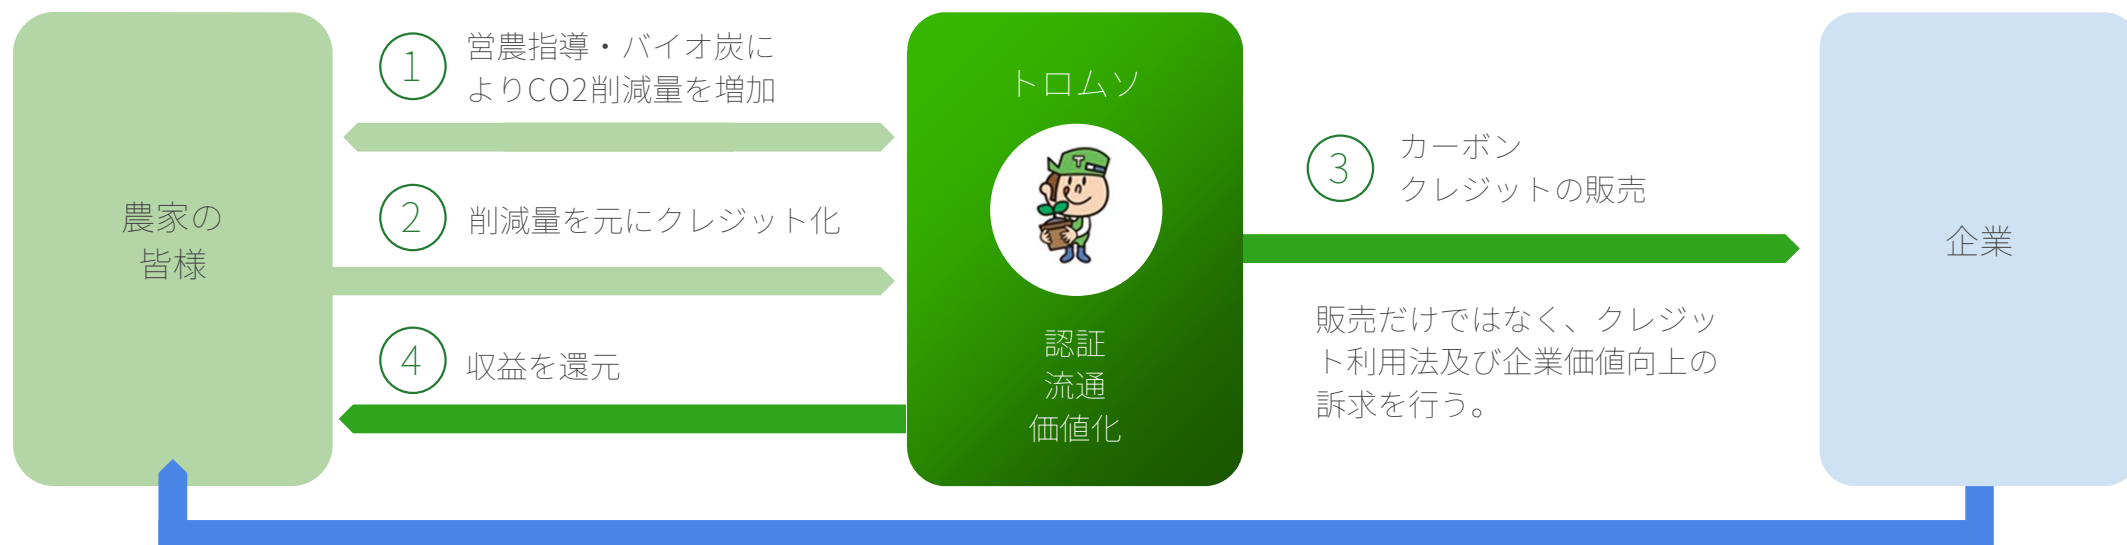 農家の
皆様
1
営農指導・バイオ炭に
よりCO2削減量を増加
2
削減量を元にクレジット化
4
収益を還元
トロムソ
T
認証
流通
価値化
3
カーボン
クレジットの販売
販売だけではなく、クレジッ
ト利用法及び企業価値向上の
訴求を行う。
企業